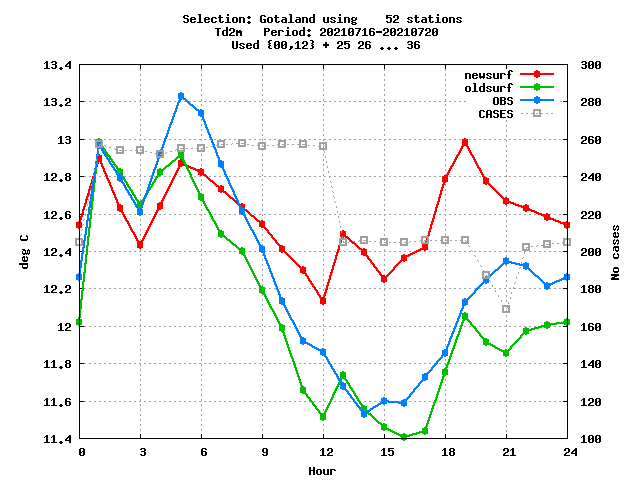 Selection: Gotaland using    52 stations
Td2m   Period: 20210716-20210720
Used {00,12} + 25 26 ... 36
13.4
13.2
13
12.8
12.6
12.4
12.2
12
11.8
11.6
11.4
deg C
300
280
260
240
220
200
180
160
140
120
100
No cases
newsurf
oldsurf
OBS
CASES
0 3 6 9 12 15 18 21 24
Hour